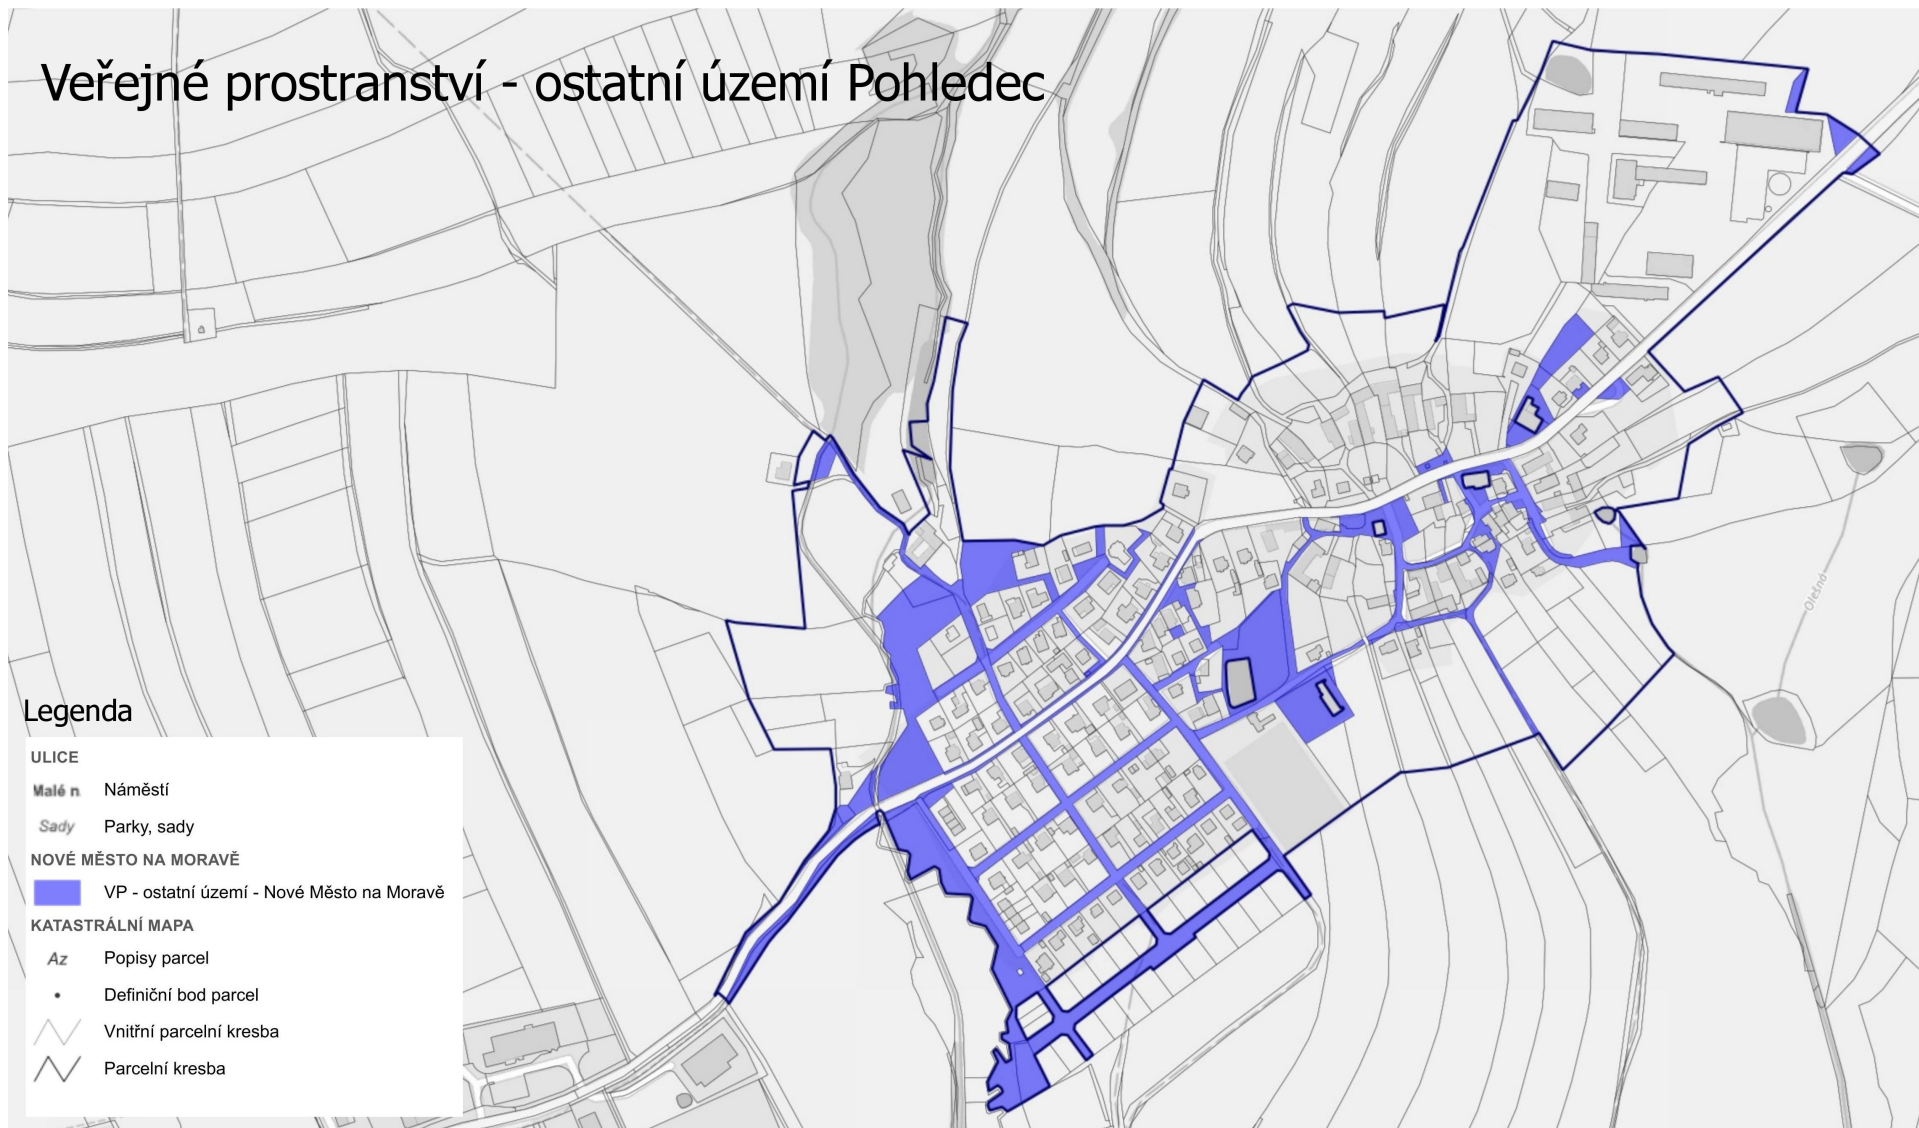 Veřejné prostranství - ostatní území Pohledec
Olešná
Legenda
ULICE
Malé n Náměstí
Sady Parky, sady
NOVÉ MĚSTO NA MORAVĚ
VP - ostatní území - Nové Město na Moravě
KATASTRÁLNÍ MAPA
Az Popisy parcel
Definiční bod parcel
Vnitřní parcelní kresba
Parcelní kresba